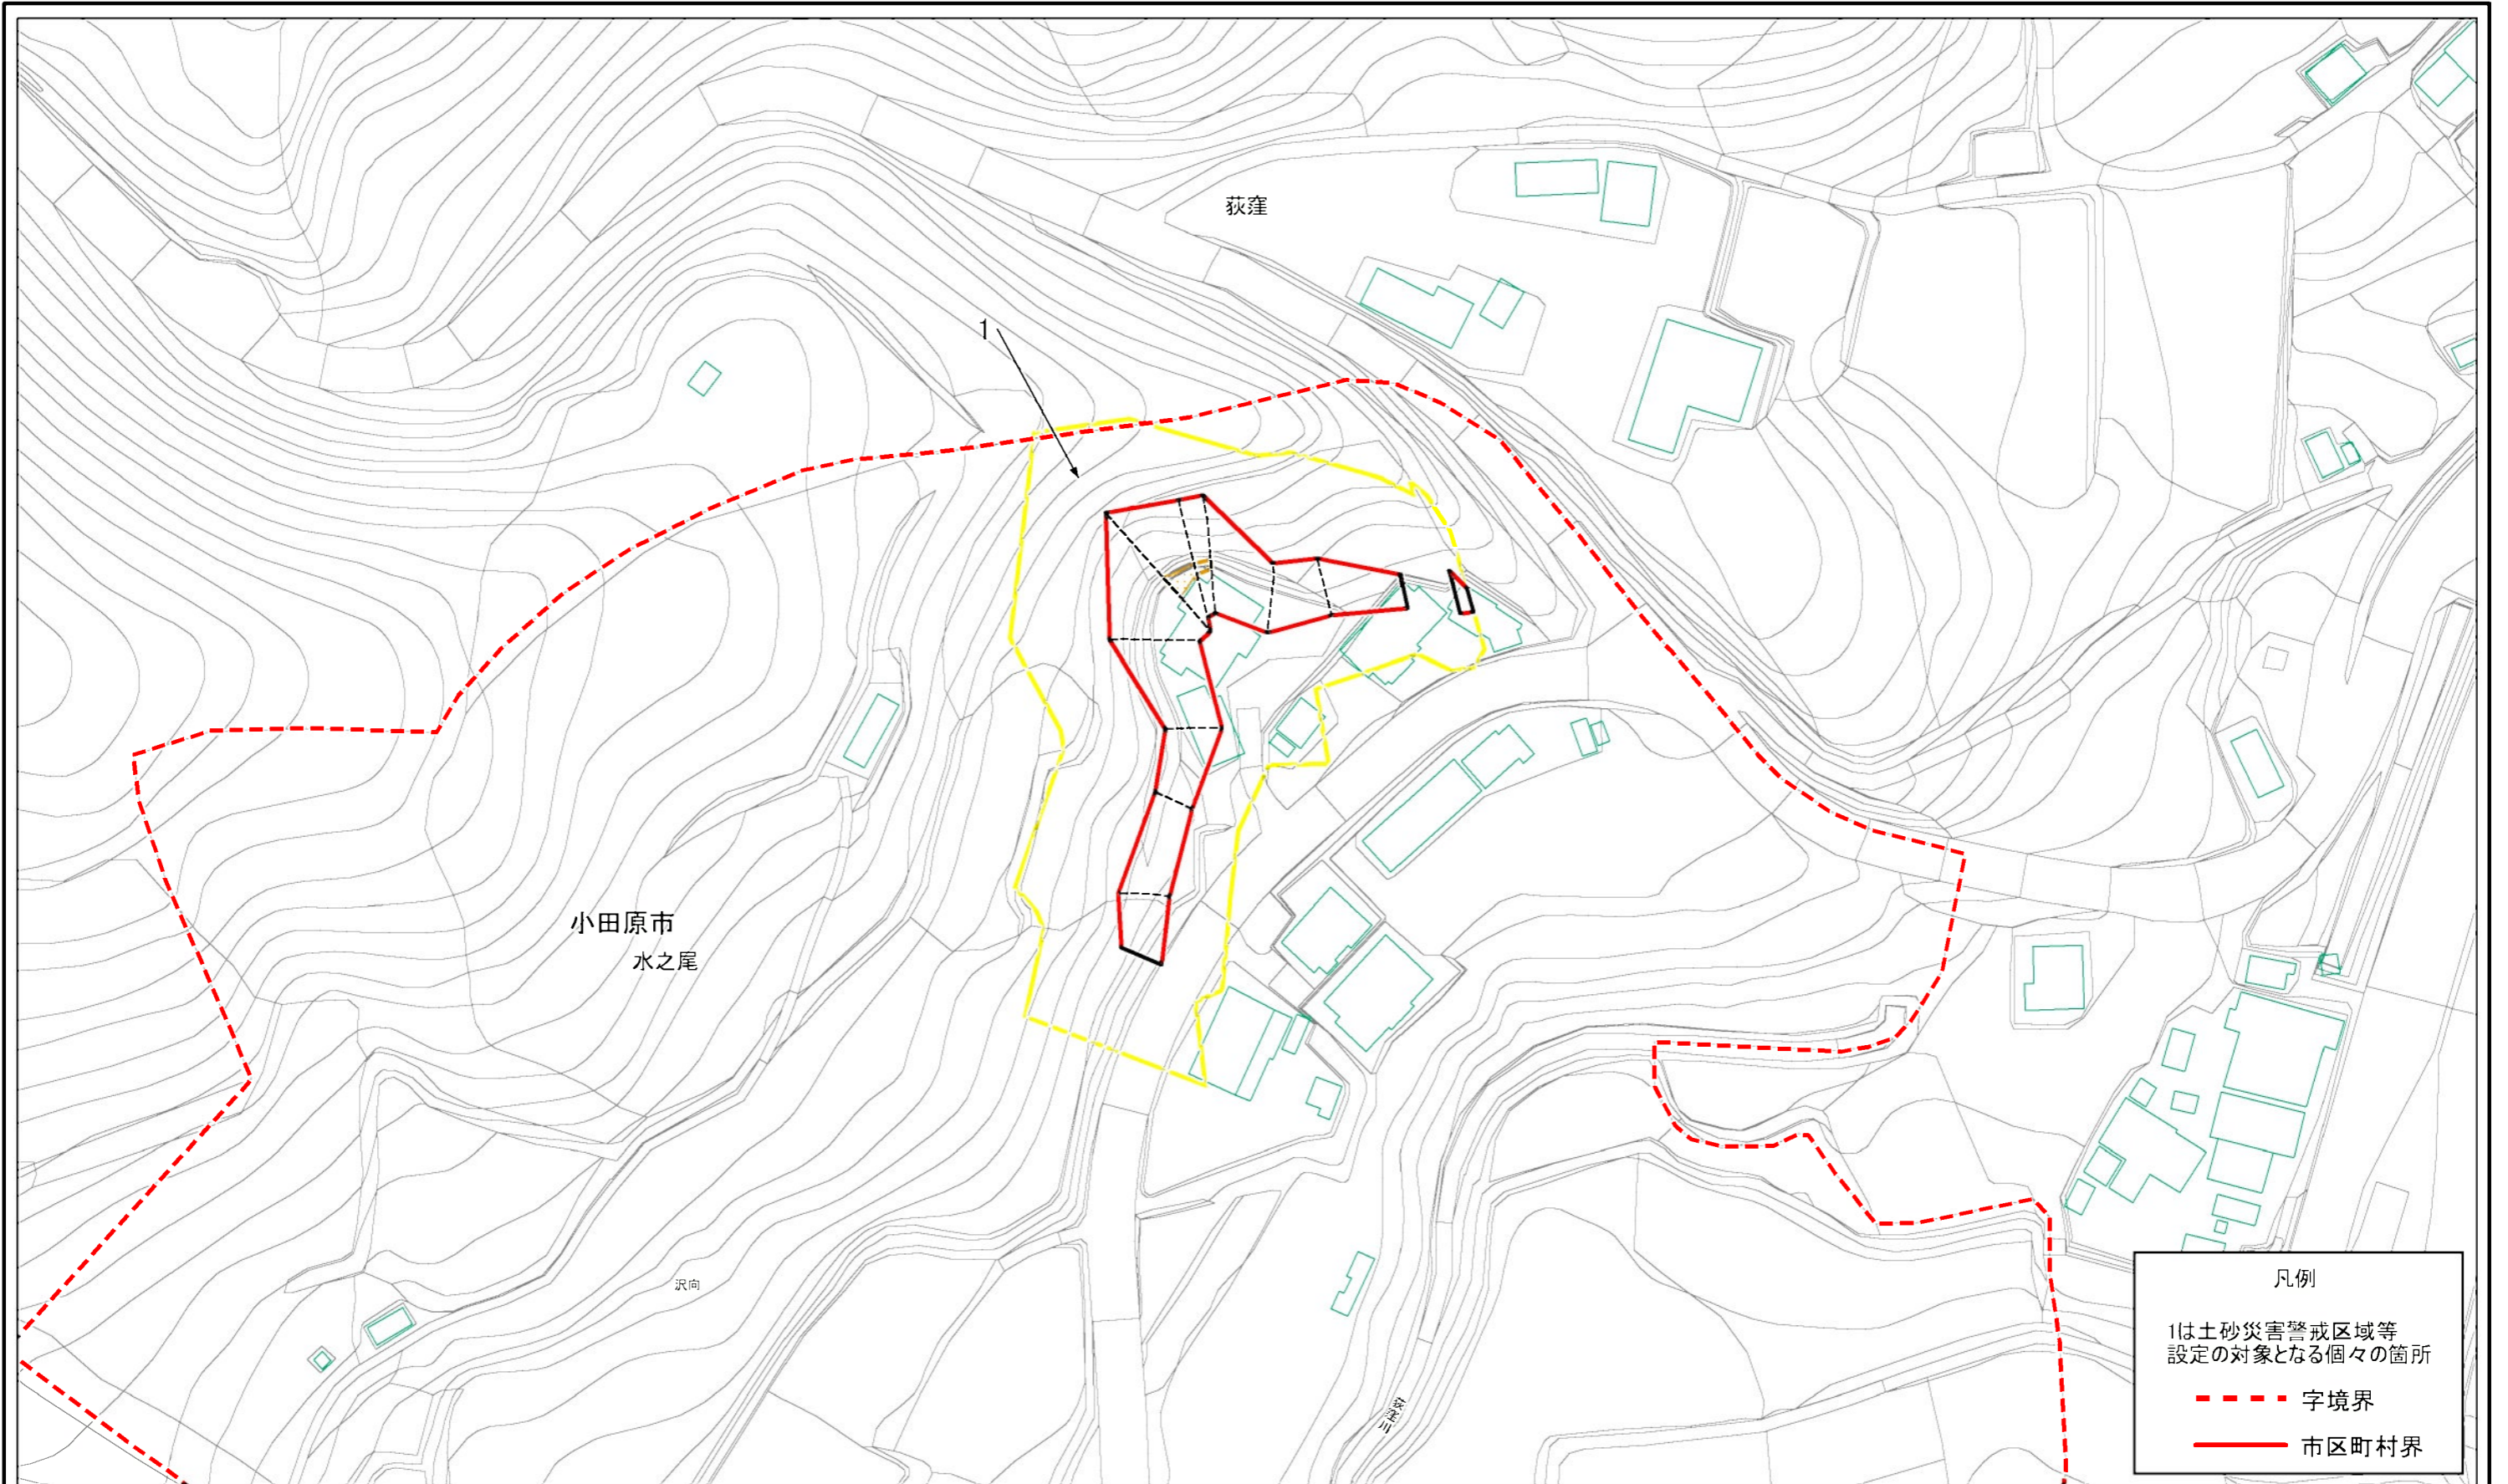 荻窪
1
小田原市
水之尾
沢向
荻窪川
凡例
1は土砂災害警戒区域等
設定の対象となる個々の箇所
字境界
市区町村界